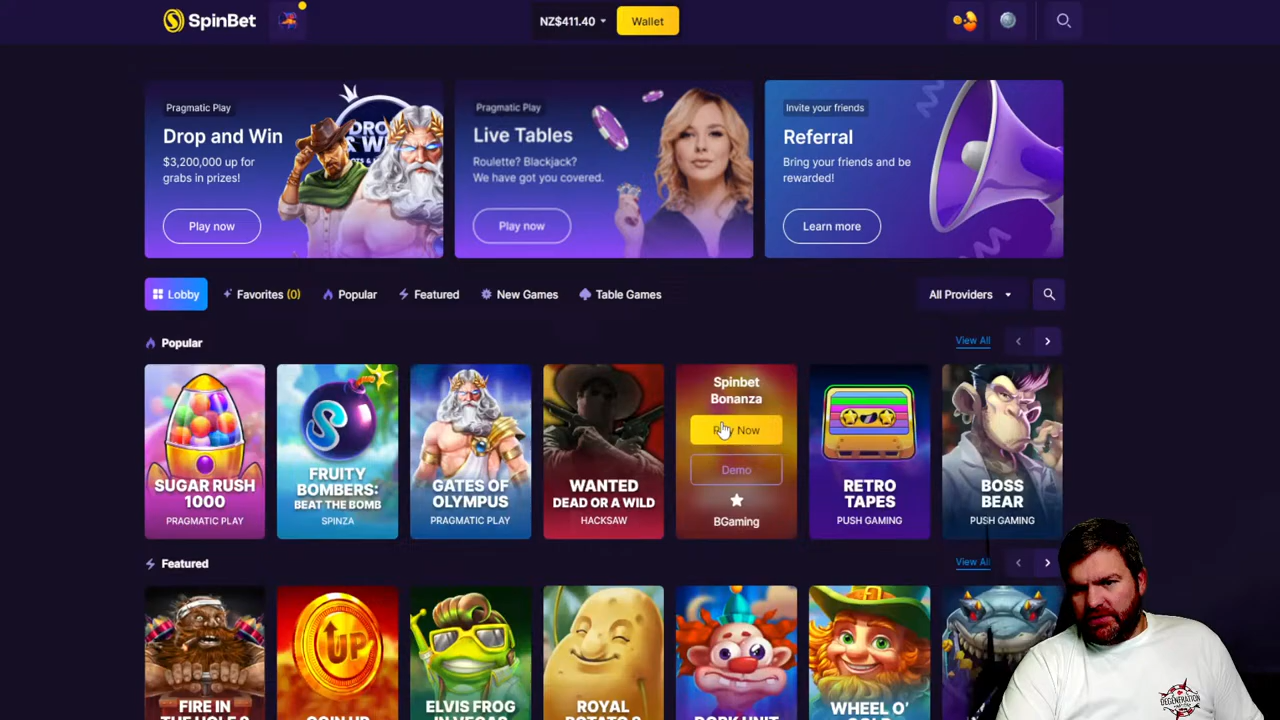 SpinBet
NZ$411.40
Wallet
Pragmatic Play
Drop and Win
$3,200,000 up for
grabs in prizes!
Play now
Pragmatic Play
Live Tables
Roulette? Blackjack?
We have got you covered.
Play now
Invite your friends
Referral
Bring your friends and be
rewarded!
Learn more
Lobby
Favorites (0)
Popular
Featured
New Games
Table Games
All Providers
Popular
View All
SUGAR RUSH
1000
PRAGMATIC PLAY
FRUITY
BOMBERS:
BEAT THE BOMB
SPINZA
GATES OF
OLYMPUS
PRAGMATIC PLAY
WANTED
DEAD OR A WILD
HACKSAW
Spinbet
Bonanza
Play Now
Demo
BGaming
RETRO
TAPES
PUSH GAMING
BOSS
BEAR
PUSH GAMING
Featured
View All
FIRE IN
UP
ELVIS FROG
ROYAL
WHEEL O'
DEGENERATION